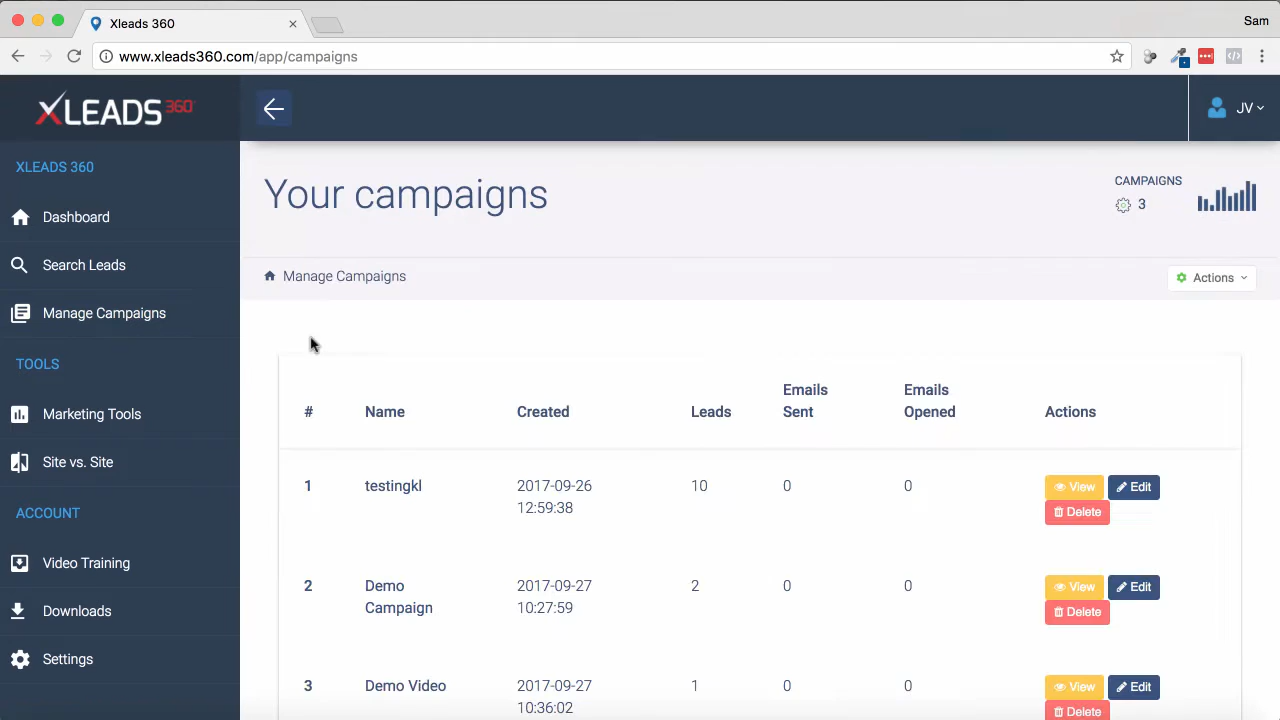 Xleads 360
Sam
www.xleads360.com/app/campaigns
XLEADS 360
JV
XLEADS 360
Dashboard
Search Leads
Manage Campaigns
TOOLS
Marketing Tools
Site vs. Site
ACCOUNT
Video Training
Downloads
Settings
Your campaigns
CAMPAIGNS
3
Manage Campaigns
Actions
# Name Created Leads Emails Sent Emails Opened Actions
1 testingkl 2017-09-26 10 0 0 View Edit
12:59:38 Delete
2 Demo 2017-09-27 2 0 0 View Edit
Campaign 10:27:59 Delete
3 Demo Video 2017-09-27 1 0 0 View Edit
10:36:02 Delete